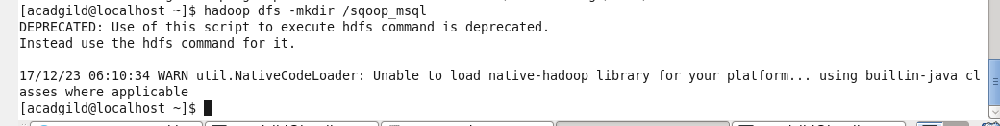 [acadgild@localhost ~]$ hadoop dfs -mkdir /sqoop_msql
DEPRECATED: Use of this script to execute hdfs command is deprecated.
Instead use the hdfs command for it.
17/12/23 06:10:34 WARN util.NativeCodeLoader: Unable to load native-hadoop library for your platform... using builtin-java cl
asses where applicable
[acadgild@localhost ~]$